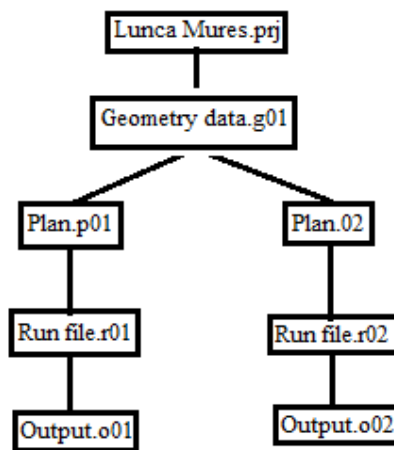 Lunca Mures.prj
Geometry data.g01
Plan.p01
Plan.02
Run file.r01
Run file.r02
Output.o01
Output.o02